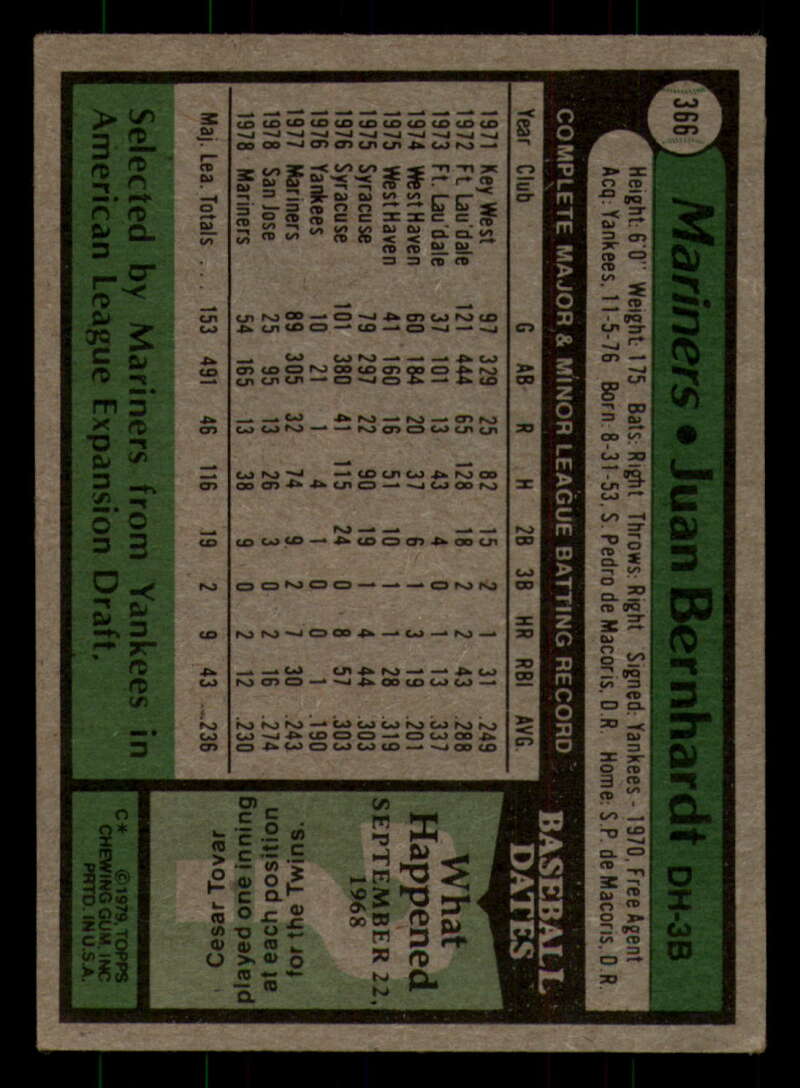 366
Mariners • Juan Bernhardt DH-3B
Height: 6'0" Weight: 175 Bats: Right Throws: Right Signed: Yankees - 1970, Free Agent
Acq: Yankees, 11-5-76 Born: 8-31-53, S. Pedro de Macoris, D.R. Home: S.P. de Macoris, D.R.
COMPLETE MAJOR & MINOR LEAGUE BATTING RECORD
Year Club G AB R H 2B 3B HR RBI AVG.
1971 Key West 97 329 25 82 15 2 1 31 .249
1972 Ft. Lau'dale 121 444 65 128 18 2 2 43 .288
1973 Ft. Lau'dale 37 101 13 43 4 0 1 13 .337
1974 West Haven 60 184 20 37 6 1 3 19 .201
1975 West Haven 41 160 16 51 10 1 1 28 .319
1975 Syracuse 79 297 22 90 19 1 4 44 .303
1976 Syracuse 101 380 41 115 24 0 8 57 .303
1976 Yankees 10 21 1 4 1 0 0 1 .190
1977 Mariners 89 305 32 74 9 2 7 30 .243
1978 San Jose 25 95 13 26 3 0 2 16 .274
1978 Mariners 54 165 13 38 9 0 2 12 .230
Maj. Lea. Totals .... 153 491 46 116 19 2 9 43 ....236
Selected by Mariners from Yankees in
American League Expansion Draft.
BASEBALL
DATES
What
Happened
SEPTEMBER 22,
1968
Cesar Tovar
played one inning
at each position
for the Twins.
C* ©1979 TOPPS
CHEWING GUM, INC.
PRTD. IN U.S.A.